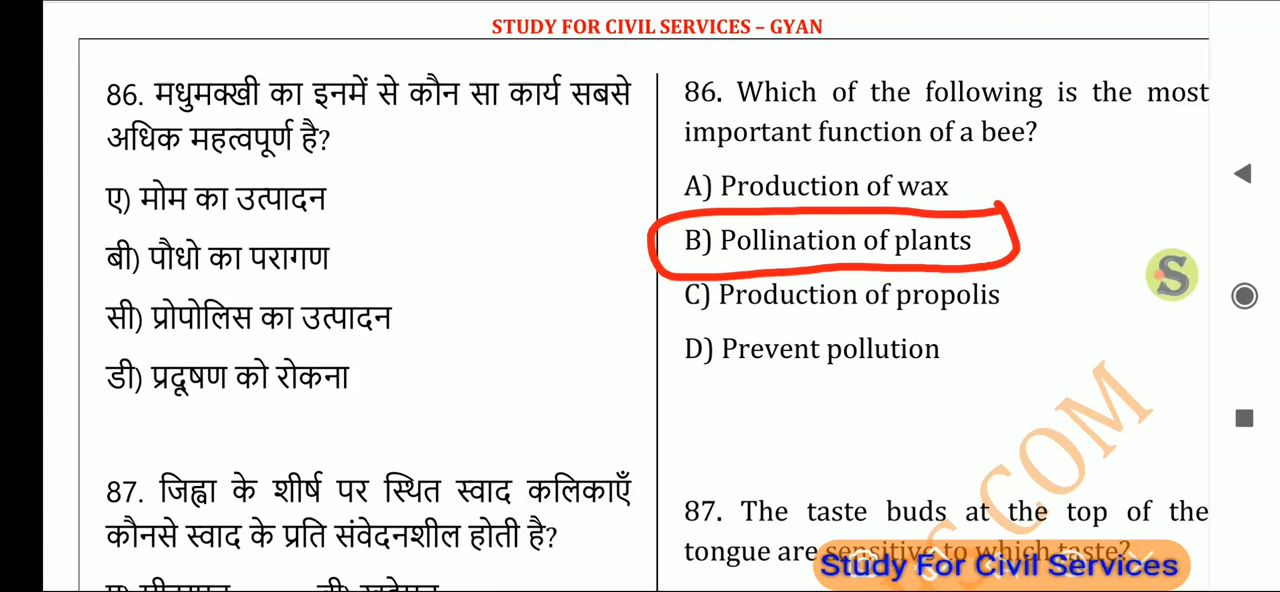 STUDY FOR CIVIL SERVICES – GYAN
86. मधुमक्खी का इनमें से कौन सा कार्य सबसे
अधिक महत्वपूर्ण है?
ए) मोम का उत्पादन
बी) पौधो का परागण
सी) प्रोपोलिस का उत्पादन
डी) प्रदूषण को रोकना
87. जिह्वा के शीर्ष पर स्थित स्वाद कलिकाएँ
कौनसे स्वाद के प्रति संवेदनशील होती है?
86. Which of the following is the most
important function of a bee?
A) Production of wax
B) Pollination of plants
C) Production of propolis
D) Prevent pollution
87. The taste buds at the top of the
tongue are sensitive to which taste?
S
S.COM
Study For Civil Services